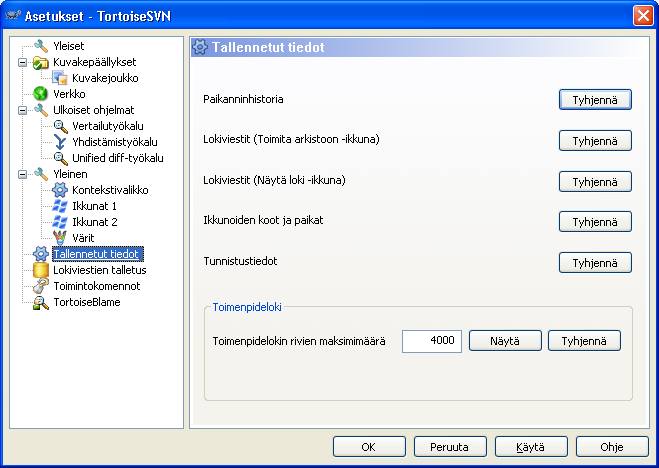 Asetukset - TortoiseSVN
Yleiset
Kuvakepäällykset
Kuvakejoukko
Verkko
Ulkoiset ohjelmat
Vertailutyökalu
Yhdistämistyökalu
Unified diff-työkalu
Yleinen
Kontekstivalikko
Ikkunat 1
Ikkunat 2
Värit
Tallennetut tiedot
Lokiviestien talletus
Toimintokomennot
TortoiseBlame
Tallennetut tiedot
Paikanninhistoria Tyhjennä
Lokiviestit (Toimita arkistoon -ikkuna) Tyhjennä
Lokiviestit (Näytä loki -ikkuna) Tyhjennä
Ikkunoiden koot ja paikat Tyhjennä
Tunnistustiedot Tyhjennä
Toimenpideloki
Toimenpidelokin rivien maksimimäärä 4000 Näytä Tyhjennä
OK Peruuta Käytä Ohje